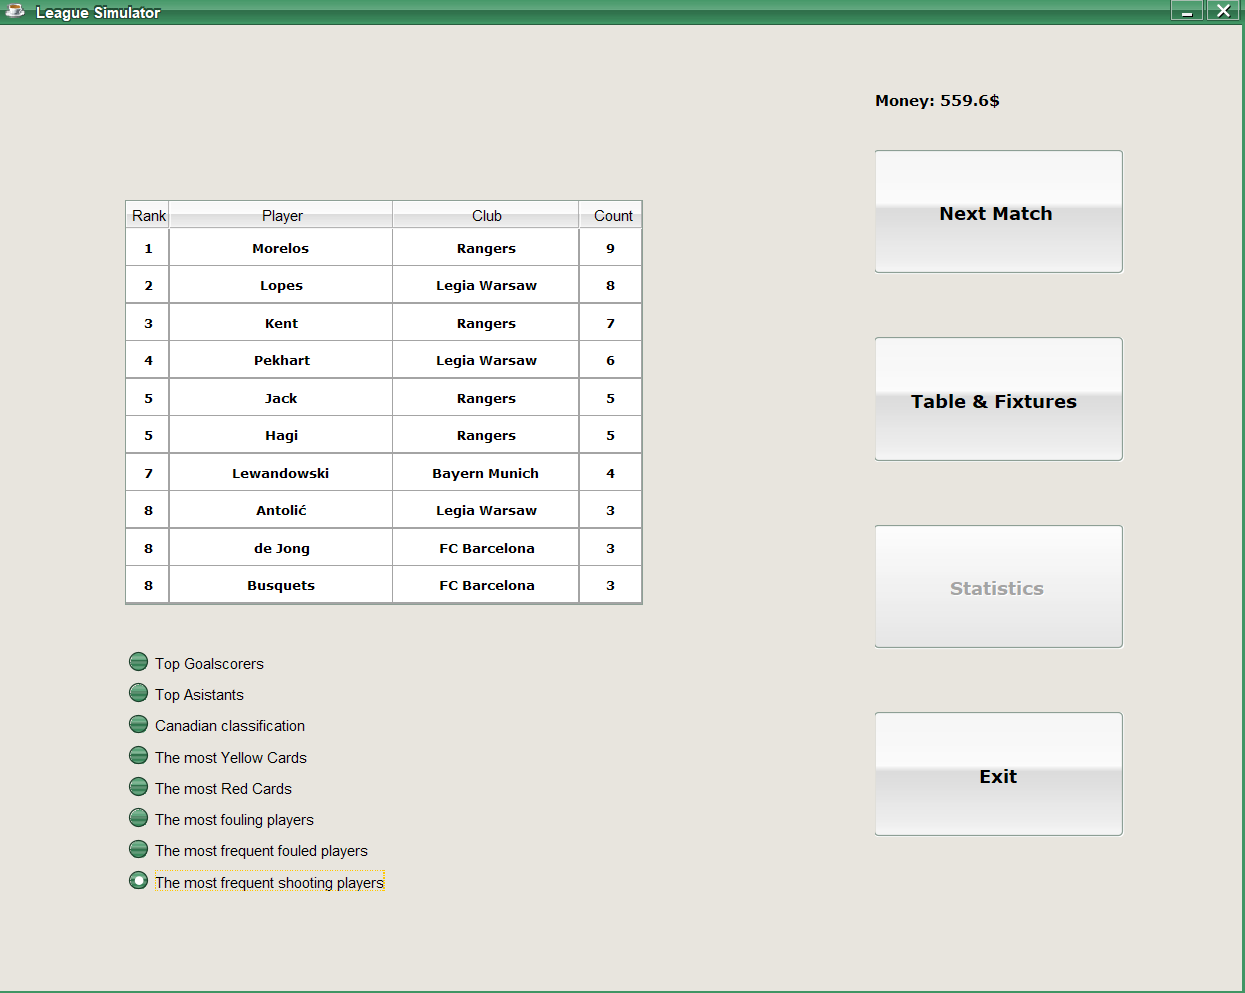 League Simulator
Money: 559.6$
Rank Player Club Count
1 Morelos Rangers 9
2 Lopes Legia Warsaw 8
3 Kent Rangers 7
4 Pekhart Legia Warsaw 6
5 Jack Rangers 5
5 Hagi Rangers 5
7 Lewandowski Bayern Munich 4
8 Antolić Legia Warsaw 3
8 de Jong FC Barcelona 3
8 Busquets FC Barcelona 3
Top Goalscorers
Top Asistants
Canadian classification
The most Yellow Cards
The most Red Cards
The most fouling players
The most frequent fouled players
The most frequent shooting players
Next Match
Table & Fixtures
Statistics
Exit